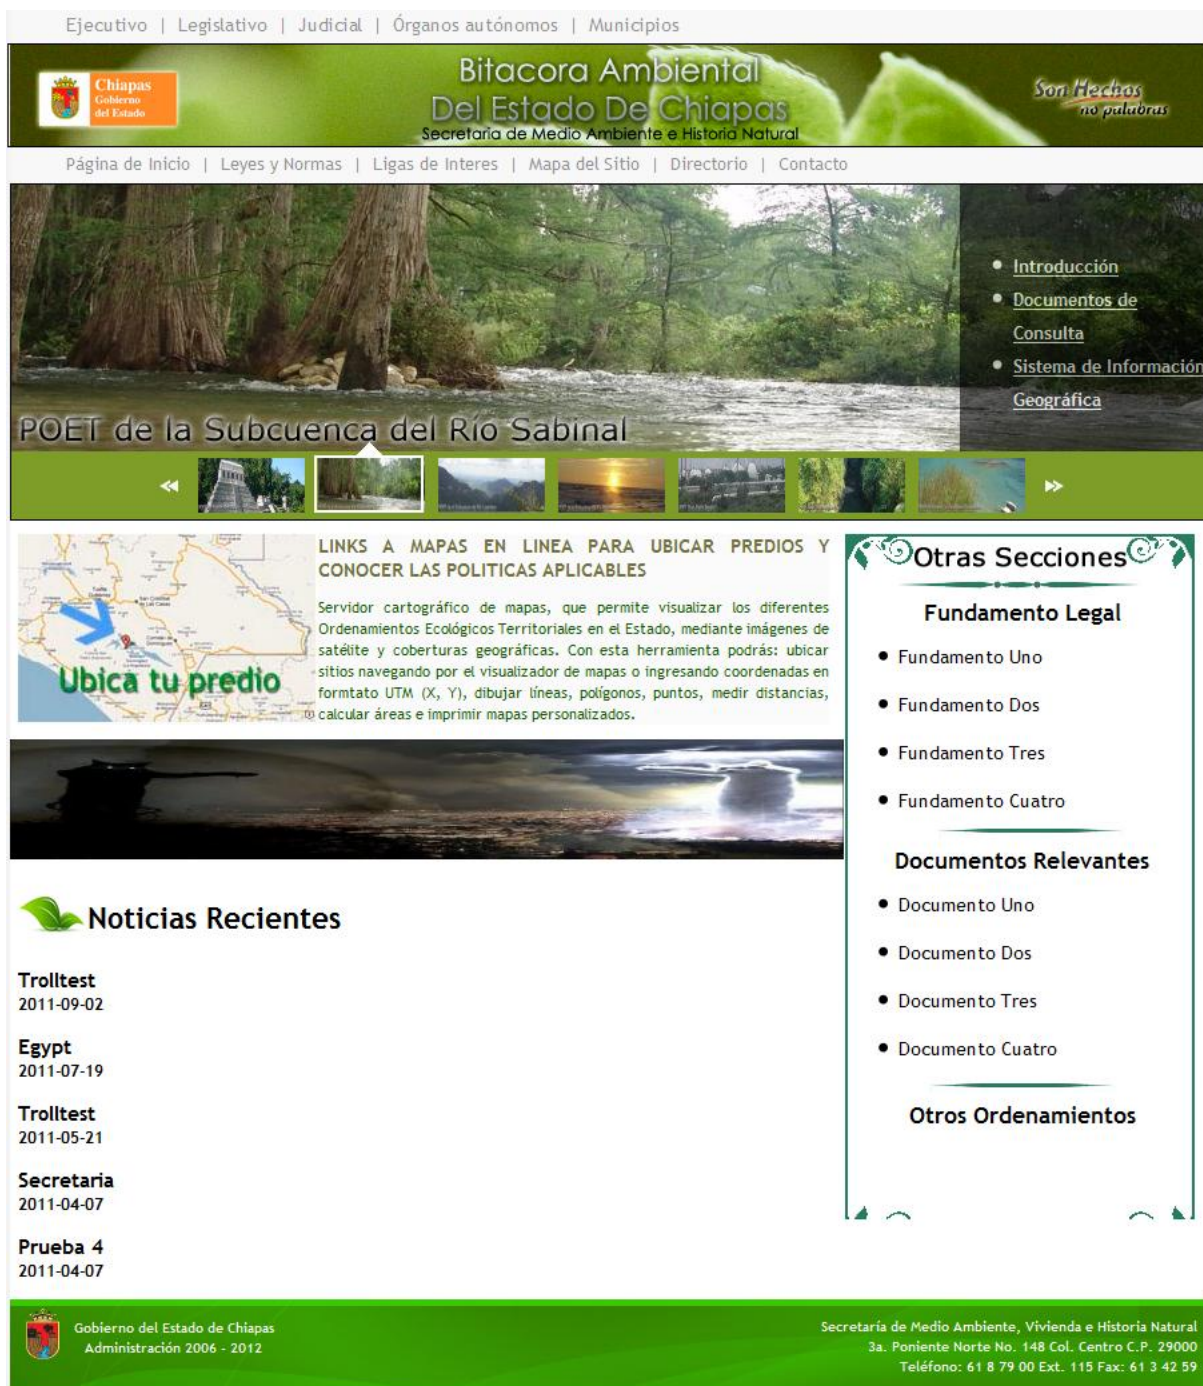 Ejecutivo | Legislativo | Judicial | Órganos autónomos | Municipios
Chiapas
Gobierno
del Estado
Bitacora Ambiental
Del Estado De Chiapas
Secretaria de Medio Ambiente e Historia Natural
Son Hechos
no palabras
Página de Inicio | Leyes y Normas | Ligas de Interes | Mapa del Sitio | Directorio | Contacto
• Introducción
• Documentos de
Consulta
• Sistema de Información
Geográfica
POET de la Subcuenca del Río Sabinal
Ubica tu predio
LINKS A MAPAS EN LINEA PARA UBICAR PREDIOS Y
CONOCER LAS POLITICAS APLICABLES
Servidor cartográfico de mapas, que permite visualizar los diferentes
Ordenamientos Ecológicos Territoriales en el Estado, mediante imágenes de
satélite y coberturas geográficas. Con esta herramienta podrás: ubicar
sitios navegando por el visualizador de mapas o ingresando coordenadas en
formtato UTM (X, Y), dibujar líneas, polígonos, puntos, medir distancias,
calcular áreas e imprimir mapas personalizados.
Otras Secciones
Fundamento Legal
• Fundamento Uno
• Fundamento Dos
• Fundamento Tres
• Fundamento Cuatro
Documentos Relevantes
• Documento Uno
• Documento Dos
• Documento Tres
• Documento Cuatro
Otros Ordenamientos
Noticias Recientes
Trolltest
2011-09-02
Egypt
2011-07-19
Trolltest
2011-05-21
Secretaria
2011-04-07
Prueba 4
2011-04-07
Gobierno del Estado de Chiapas
Administración 2006 - 2012
Secretaría de Medio Ambiente, Vivienda e Historia Natural
3a. Poniente Norte No. 148 Col. Centro C.P. 29000
Teléfono: 61 8 79 00 Ext. 115 Fax: 61 3 42 59